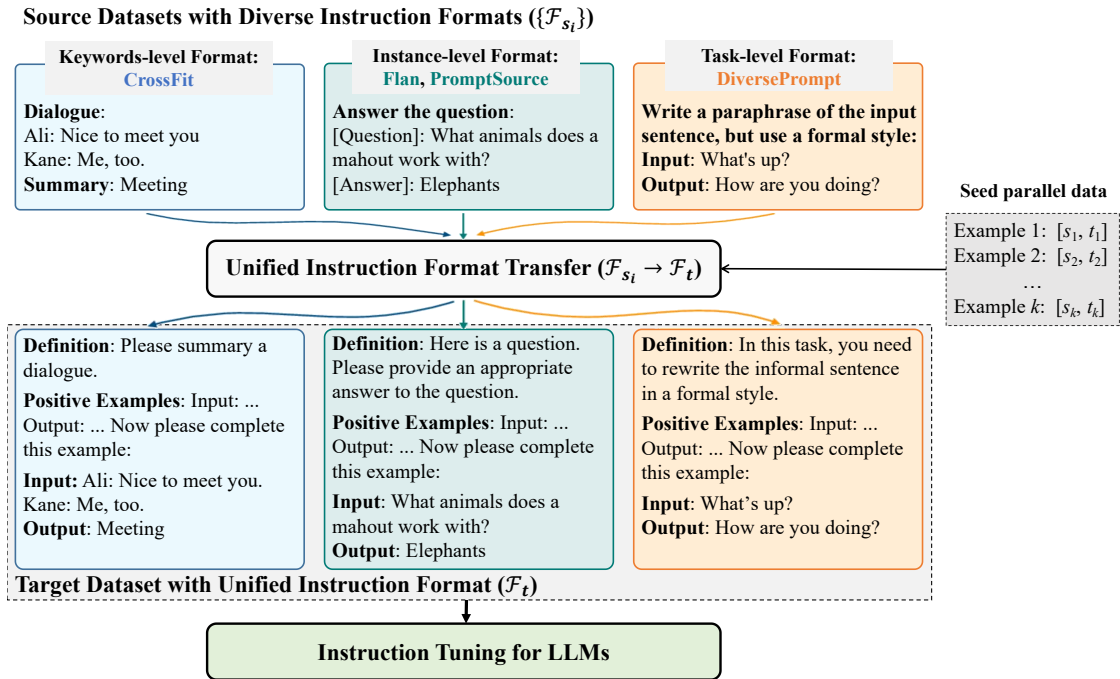 Source Datasets with Diverse Instruction Formats ({ℱ_{s_i}})
Keywords-level Format:
CrossFit
Dialogue:
Ali: Nice to meet you
Kane: Me, too.
Summary: Meeting
Instance-level Format:
Flan, PromptSource
Answer the question:
[Question]: What animals does a
mahout work with?
[Answer]: Elephants
Task-level Format:
DiversePrompt
Write a paraphrase of the input
sentence, but use a formal style:
Input: What's up?
Output: How are you doing?
Seed parallel data
Example 1: [s₁, t₁]
Example 2: [s₂, t₂]
...
Example k: [sₖ, tₖ]
Unified Instruction Format Transfer (ℱ_{s_i} → ℱ_t)
Definition: Please summary a
dialogue.
Positive Examples: Input: ...
Output: ... Now please complete
this example:
Input: Ali: Nice to meet you.
Kane: Me, too.
Output: Meeting
Definition: Here is a question.
Please provide an appropriate
answer to the question.
Positive Examples: Input: ...
Output: ... Now please complete
this example:
Input: What animals does a
mahout work with?
Output: Elephants
Definition: In this task, you need
to rewrite the informal sentence
in a formal style.
Positive Examples: Input: ...
Output: ... Now please complete
this example:
Input: What's up?
Output: How are you doing?
Target Dataset with Unified Instruction Format (ℱ_t)
Instruction Tuning for LLMs